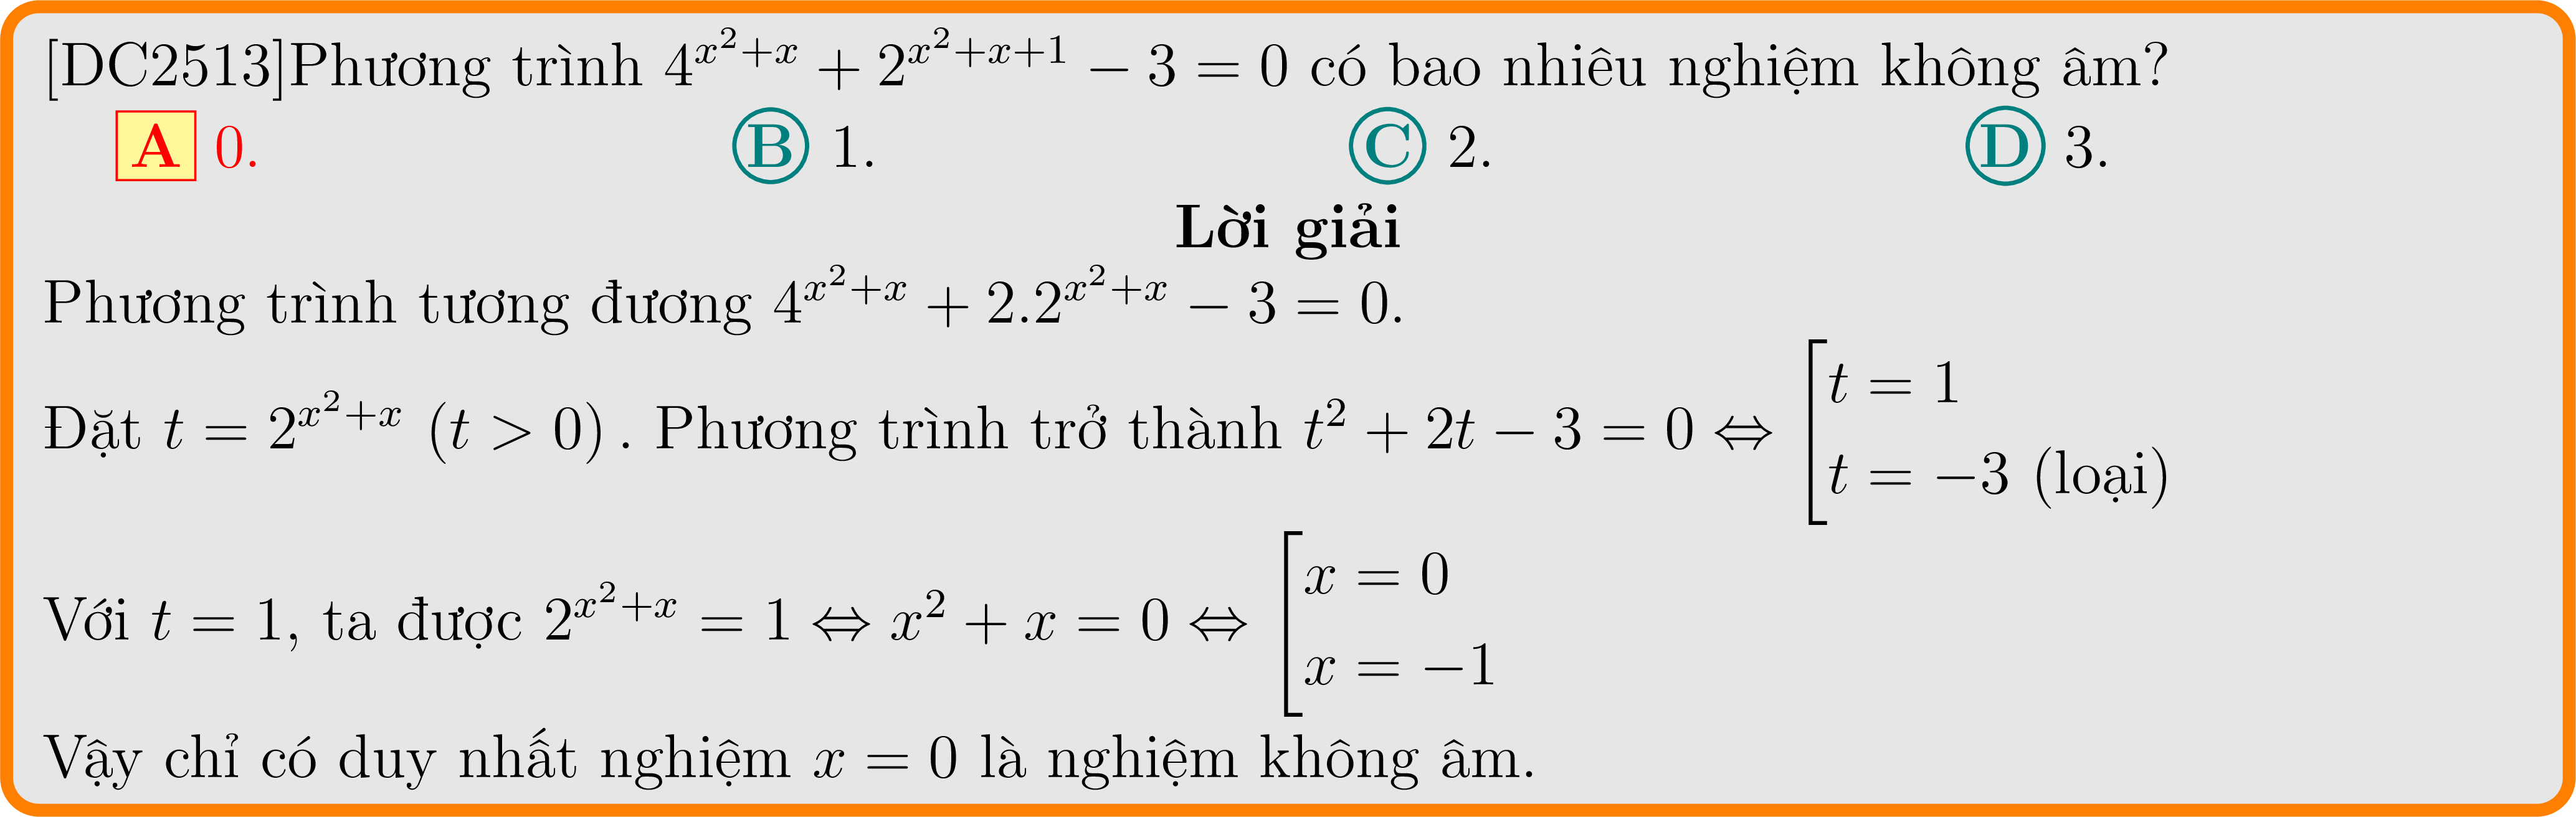 [DC2513]Phương trình $4^{x^2+x} + 2^{x^2+x+1} - 3 = 0$ có bao nhiêu nghiệm không âm?
A 0. B 1. C 2. D 3.
Lời giải
Phương trình tương đương $4^{x^2+x} + 2.2^{x^2+x} - 3 = 0$.
Đặt $t = 2^{x^2+x}$ $(t > 0)$. Phương trình trở thành $t^2 + 2t - 3 = 0 \Leftrightarrow \left[\begin{array}{l} t = 1 \\ t = -3 \text{ (loại)} \end{array}\right.$
Với $t = 1$, ta được $2^{x^2+x} = 1 \Leftrightarrow x^2 + x = 0 \Leftrightarrow \left[\begin{array}{l} x = 0 \\ x = -1 \end{array}\right.$
Vậy chỉ có duy nhất nghiệm $x = 0$ là nghiệm không âm.